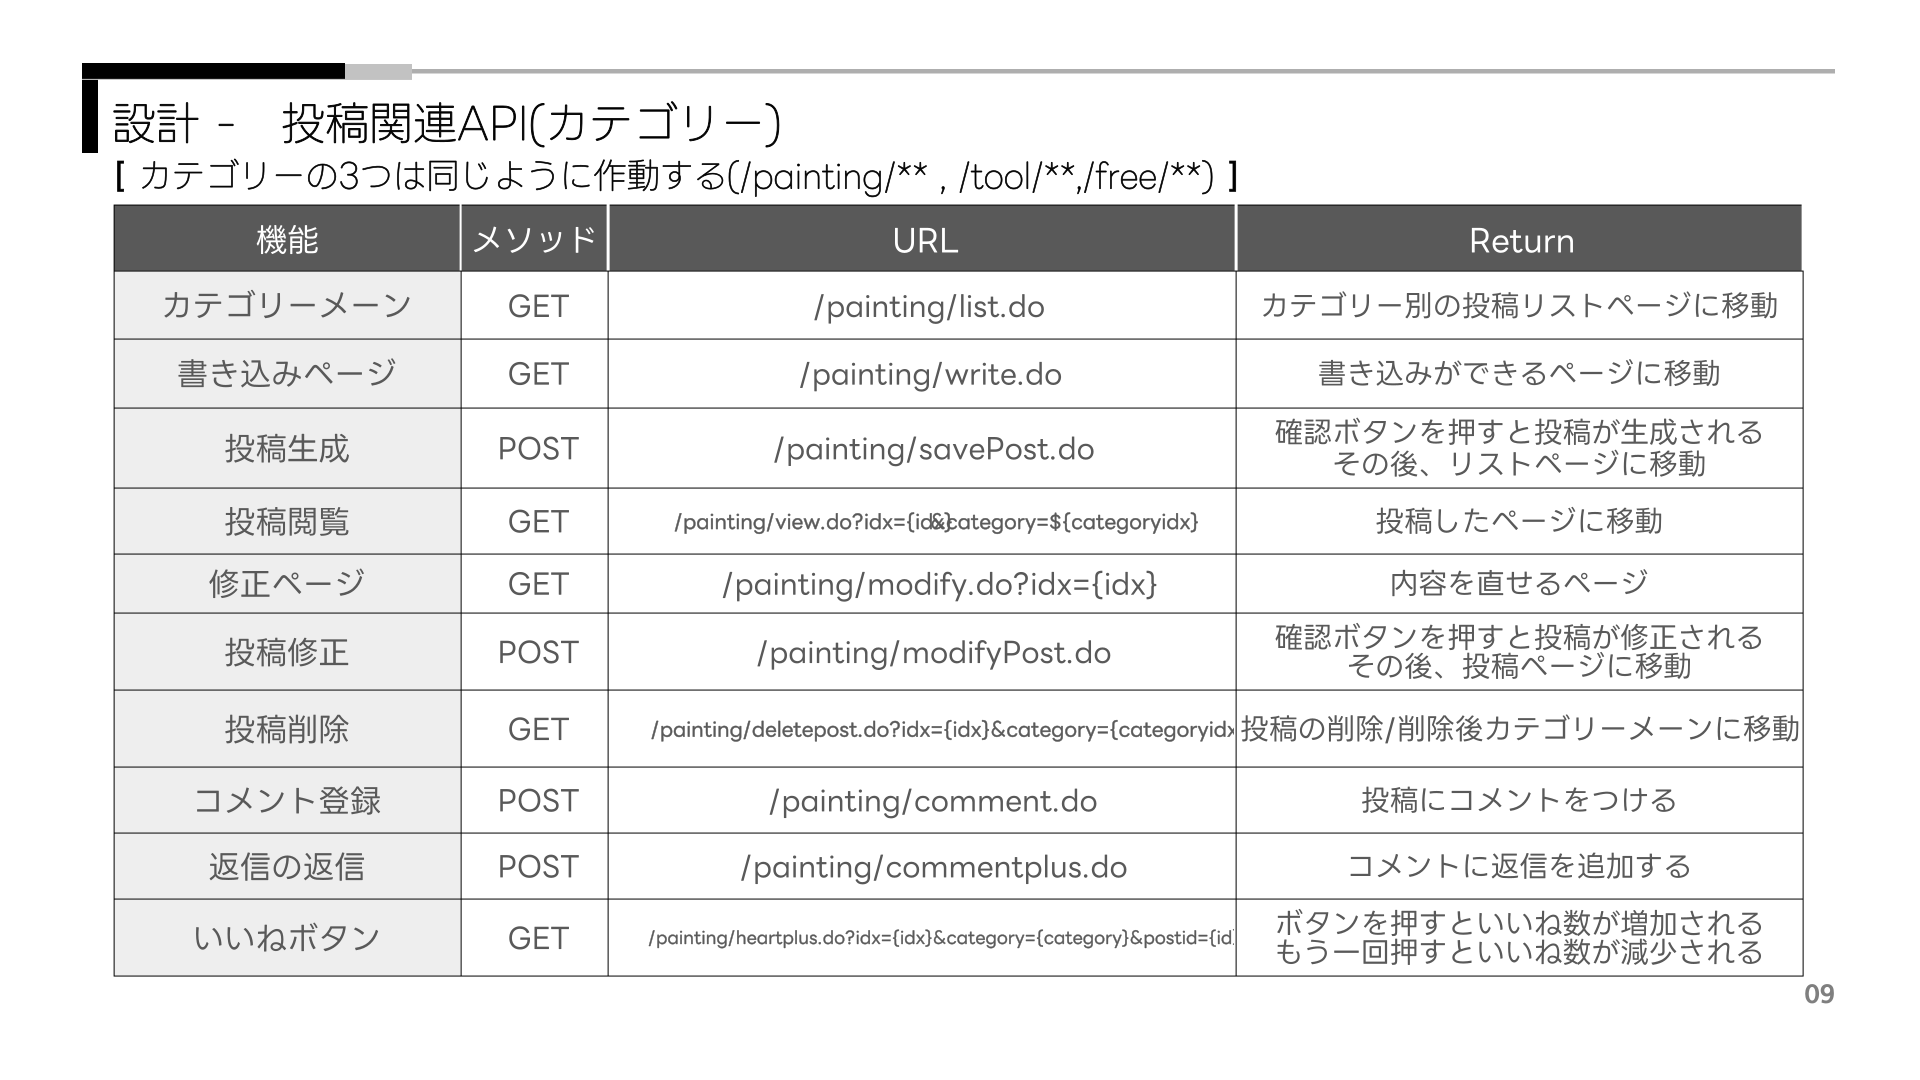 設計 -　投稿関連API(カテゴリー)
[ カテゴリーの3つは同じように作動する(/painting/** , /tool/**,/free/**) ]
機能 メソッド URL Return
カテゴリーメーン GET /painting/list.do カテゴリー別の投稿リストページに移動
書き込みページ GET /painting/write.do 書き込みができるページに移動
投稿生成 POST /painting/savePost.do 確認ボタンを押すと投稿が生成される
その後、リストページに移動
投稿閲覧 GET /painting/view.do?idx={id&}category=${categoryidx} 投稿したページに移動
修正ページ GET /painting/modify.do?idx={idx} 内容を直せるページ
投稿修正 POST /painting/modifyPost.do 確認ボタンを押すと投稿が修正される
その後、投稿ページに移動
投稿削除 GET /painting/deletepost.do?idx={idx}&category={categoryidx 投稿の削除/削除後カテゴリーメーンに移動
コメント登録 POST /painting/comment.do 投稿にコメントをつける
返信の返信 POST /painting/commentplus.do コメントに返信を追加する
いいねボタン GET /painting/heartplus.do?idx={idx}&category={category}&postid={id ボタンを押すといいね数が増加される
もう一回押すといいね数が減少される
09